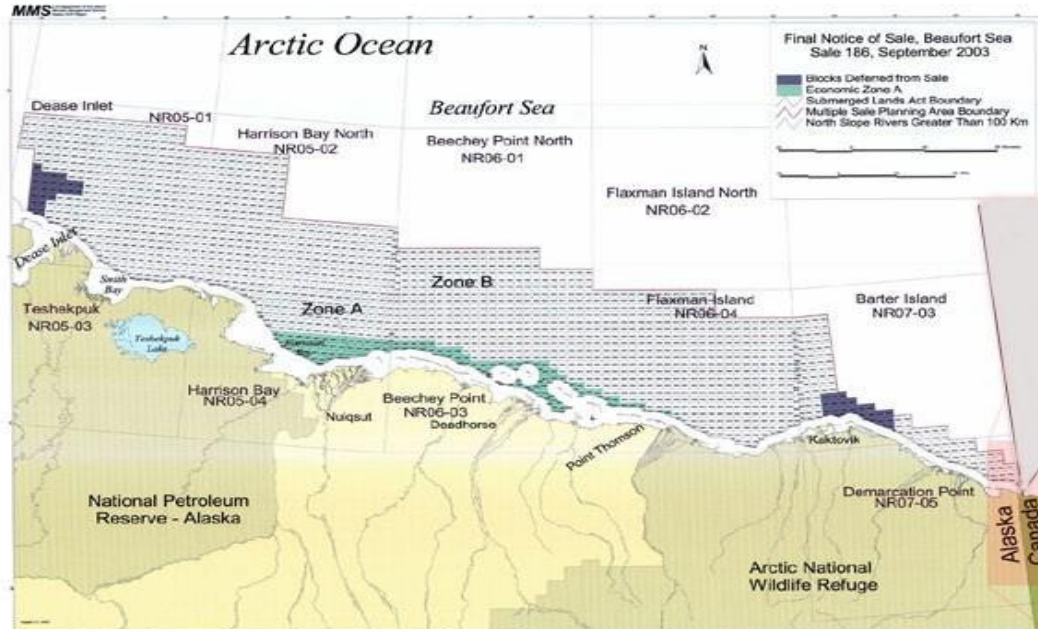 MMS
Arctic Ocean
Final Notice of Sale, Beaufort Sea
Sale 186, September 2003
N
Blocks Deferred from Sale
Economic Zone A
Submerged Lands Act Boundary
Multiple Sale Planning Area Boundary
North Slope Rivers Greater Than 100 Km
Beaufort Sea
Dease Inlet
NR05-01
Harrison Bay North
NR05-02
Beechey Point North
NR06-01
Flaxman Island North
NR06-02
Dease Inlet
Smith
Bay
Zone B
Zone A
Flaxman Island
NR06-04
Barter Island
NR07-03
Teshekpuk
NR05-03
Teshekpuk
Lake
Harrison Bay
NR05-04
Nuiqsut
Beechey Point
NR06-03
Deadhorse
Point Thomson
Kaktovik
Demarcation Point
NR07-05
National Petroleum
Reserve - Alaska
Arctic National
Wildlife Refuge
Alaska
Canada